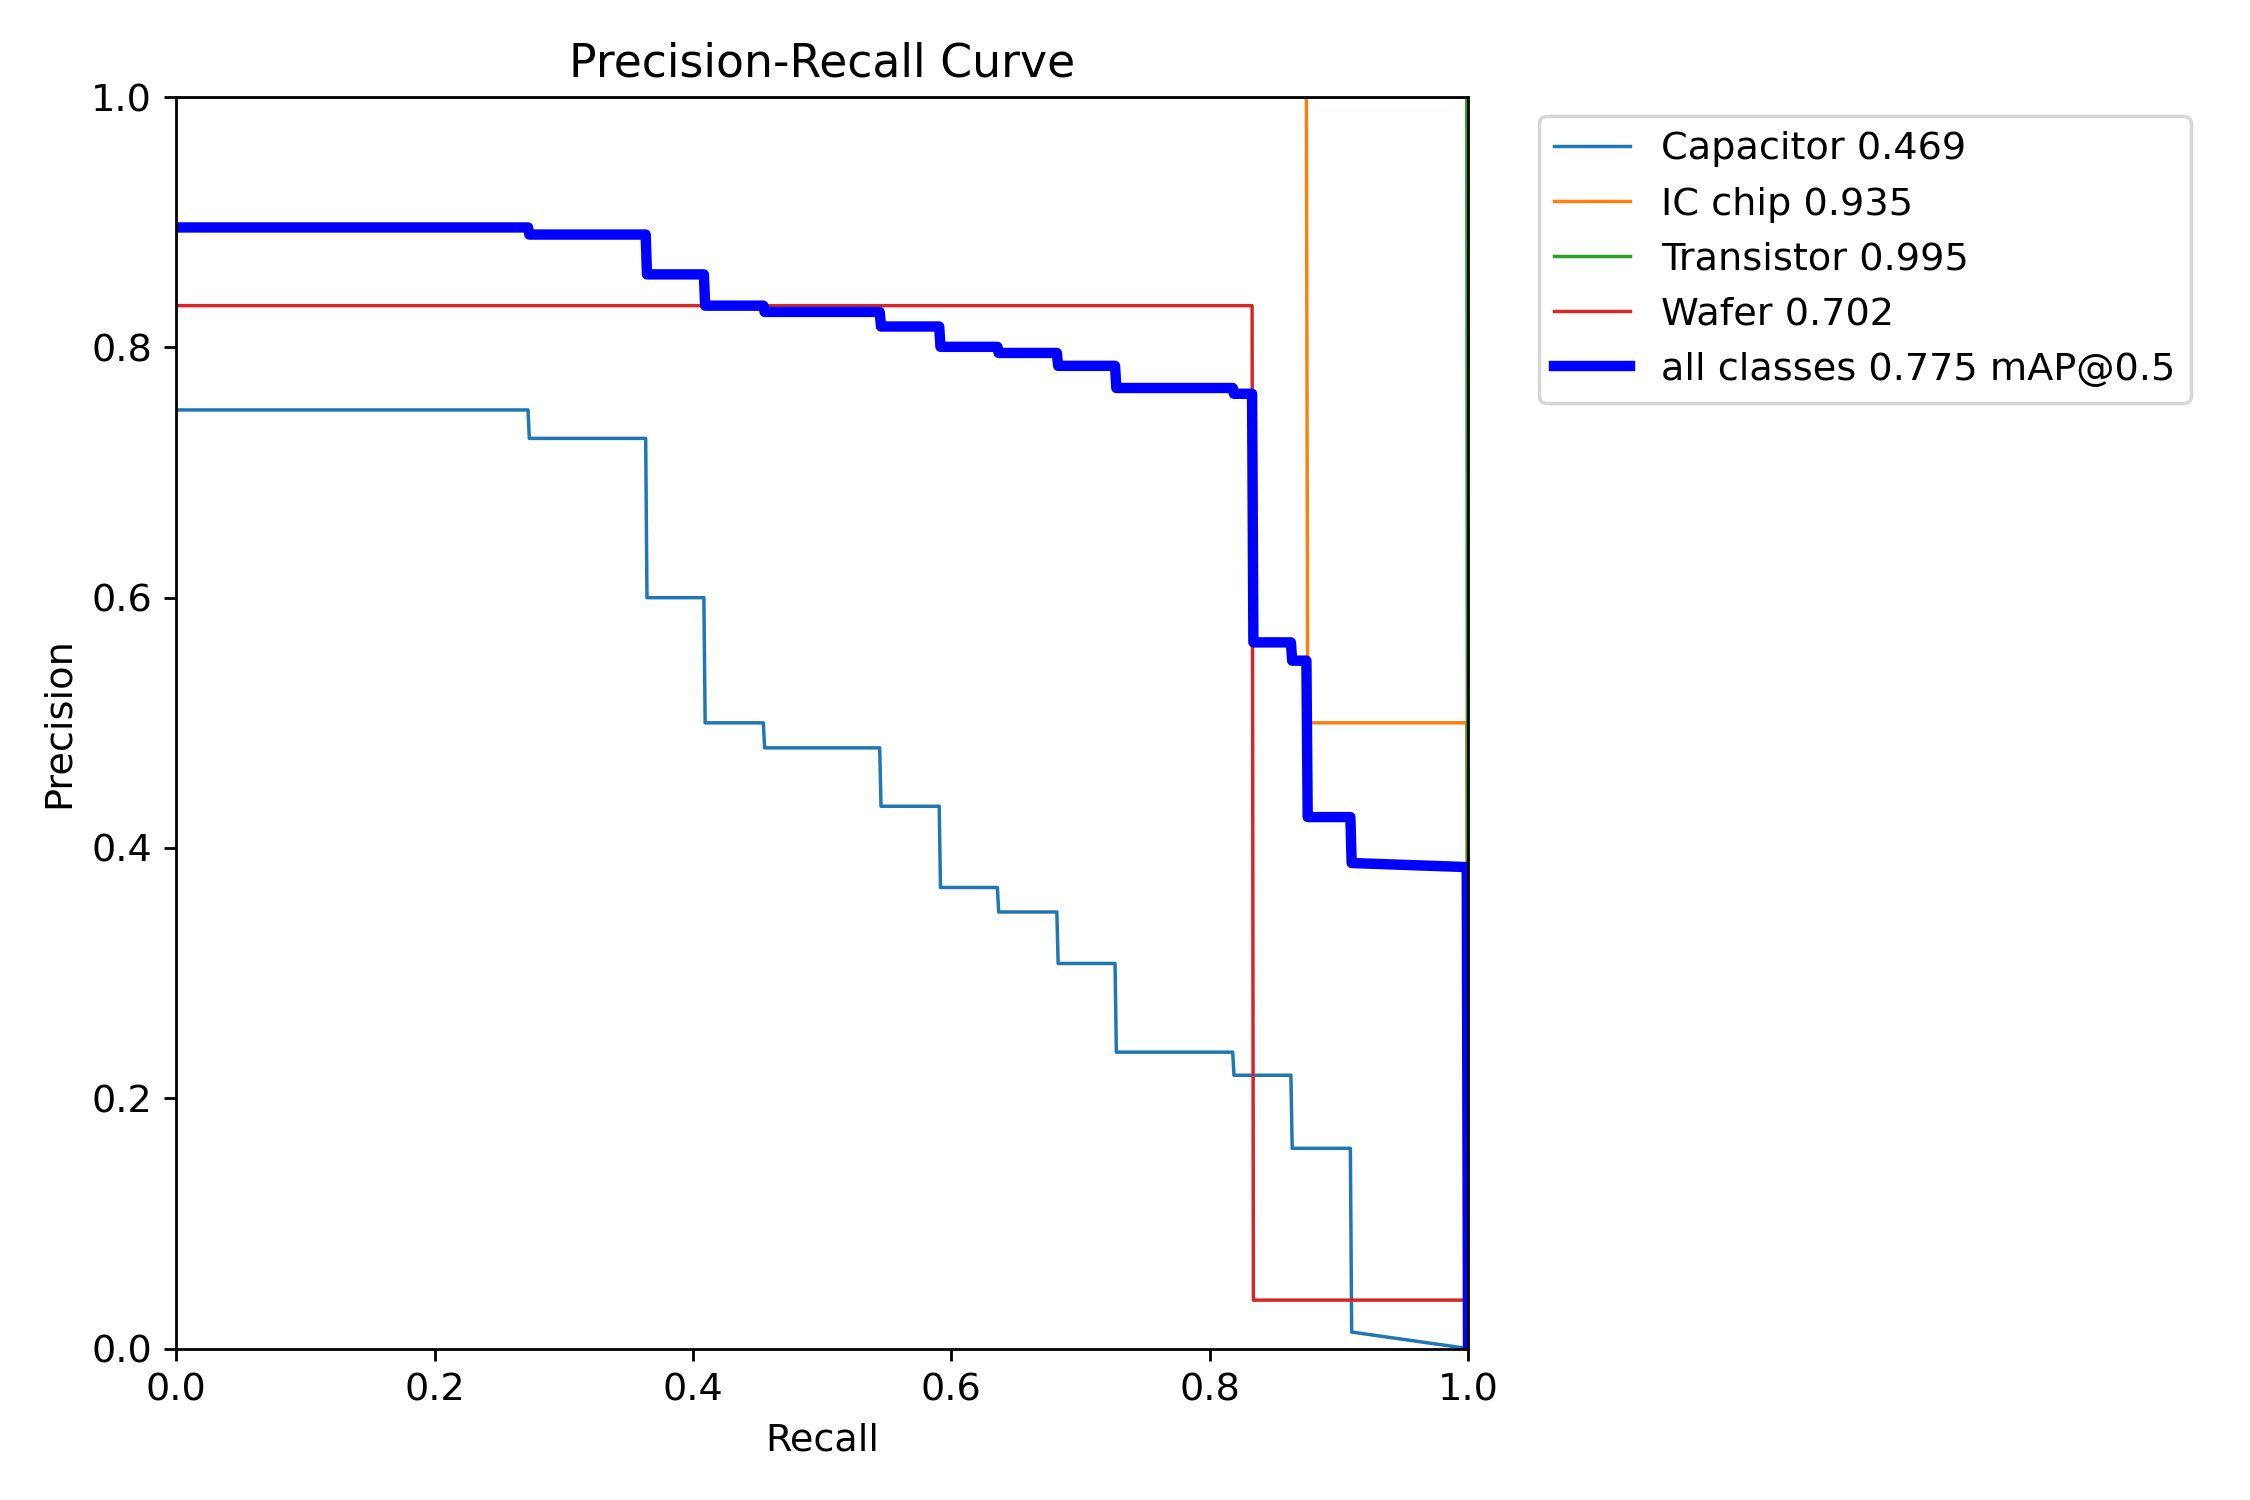 Precision-Recall Curve
1.0
0.8
0.6
0.4
0.2
0.0
Precision
0.0 0.2 0.4 0.6 0.8 1.0
Recall
Capacitor 0.469
IC chip 0.935
Transistor 0.995
Wafer 0.702
all classes 0.775 mAP@0.5